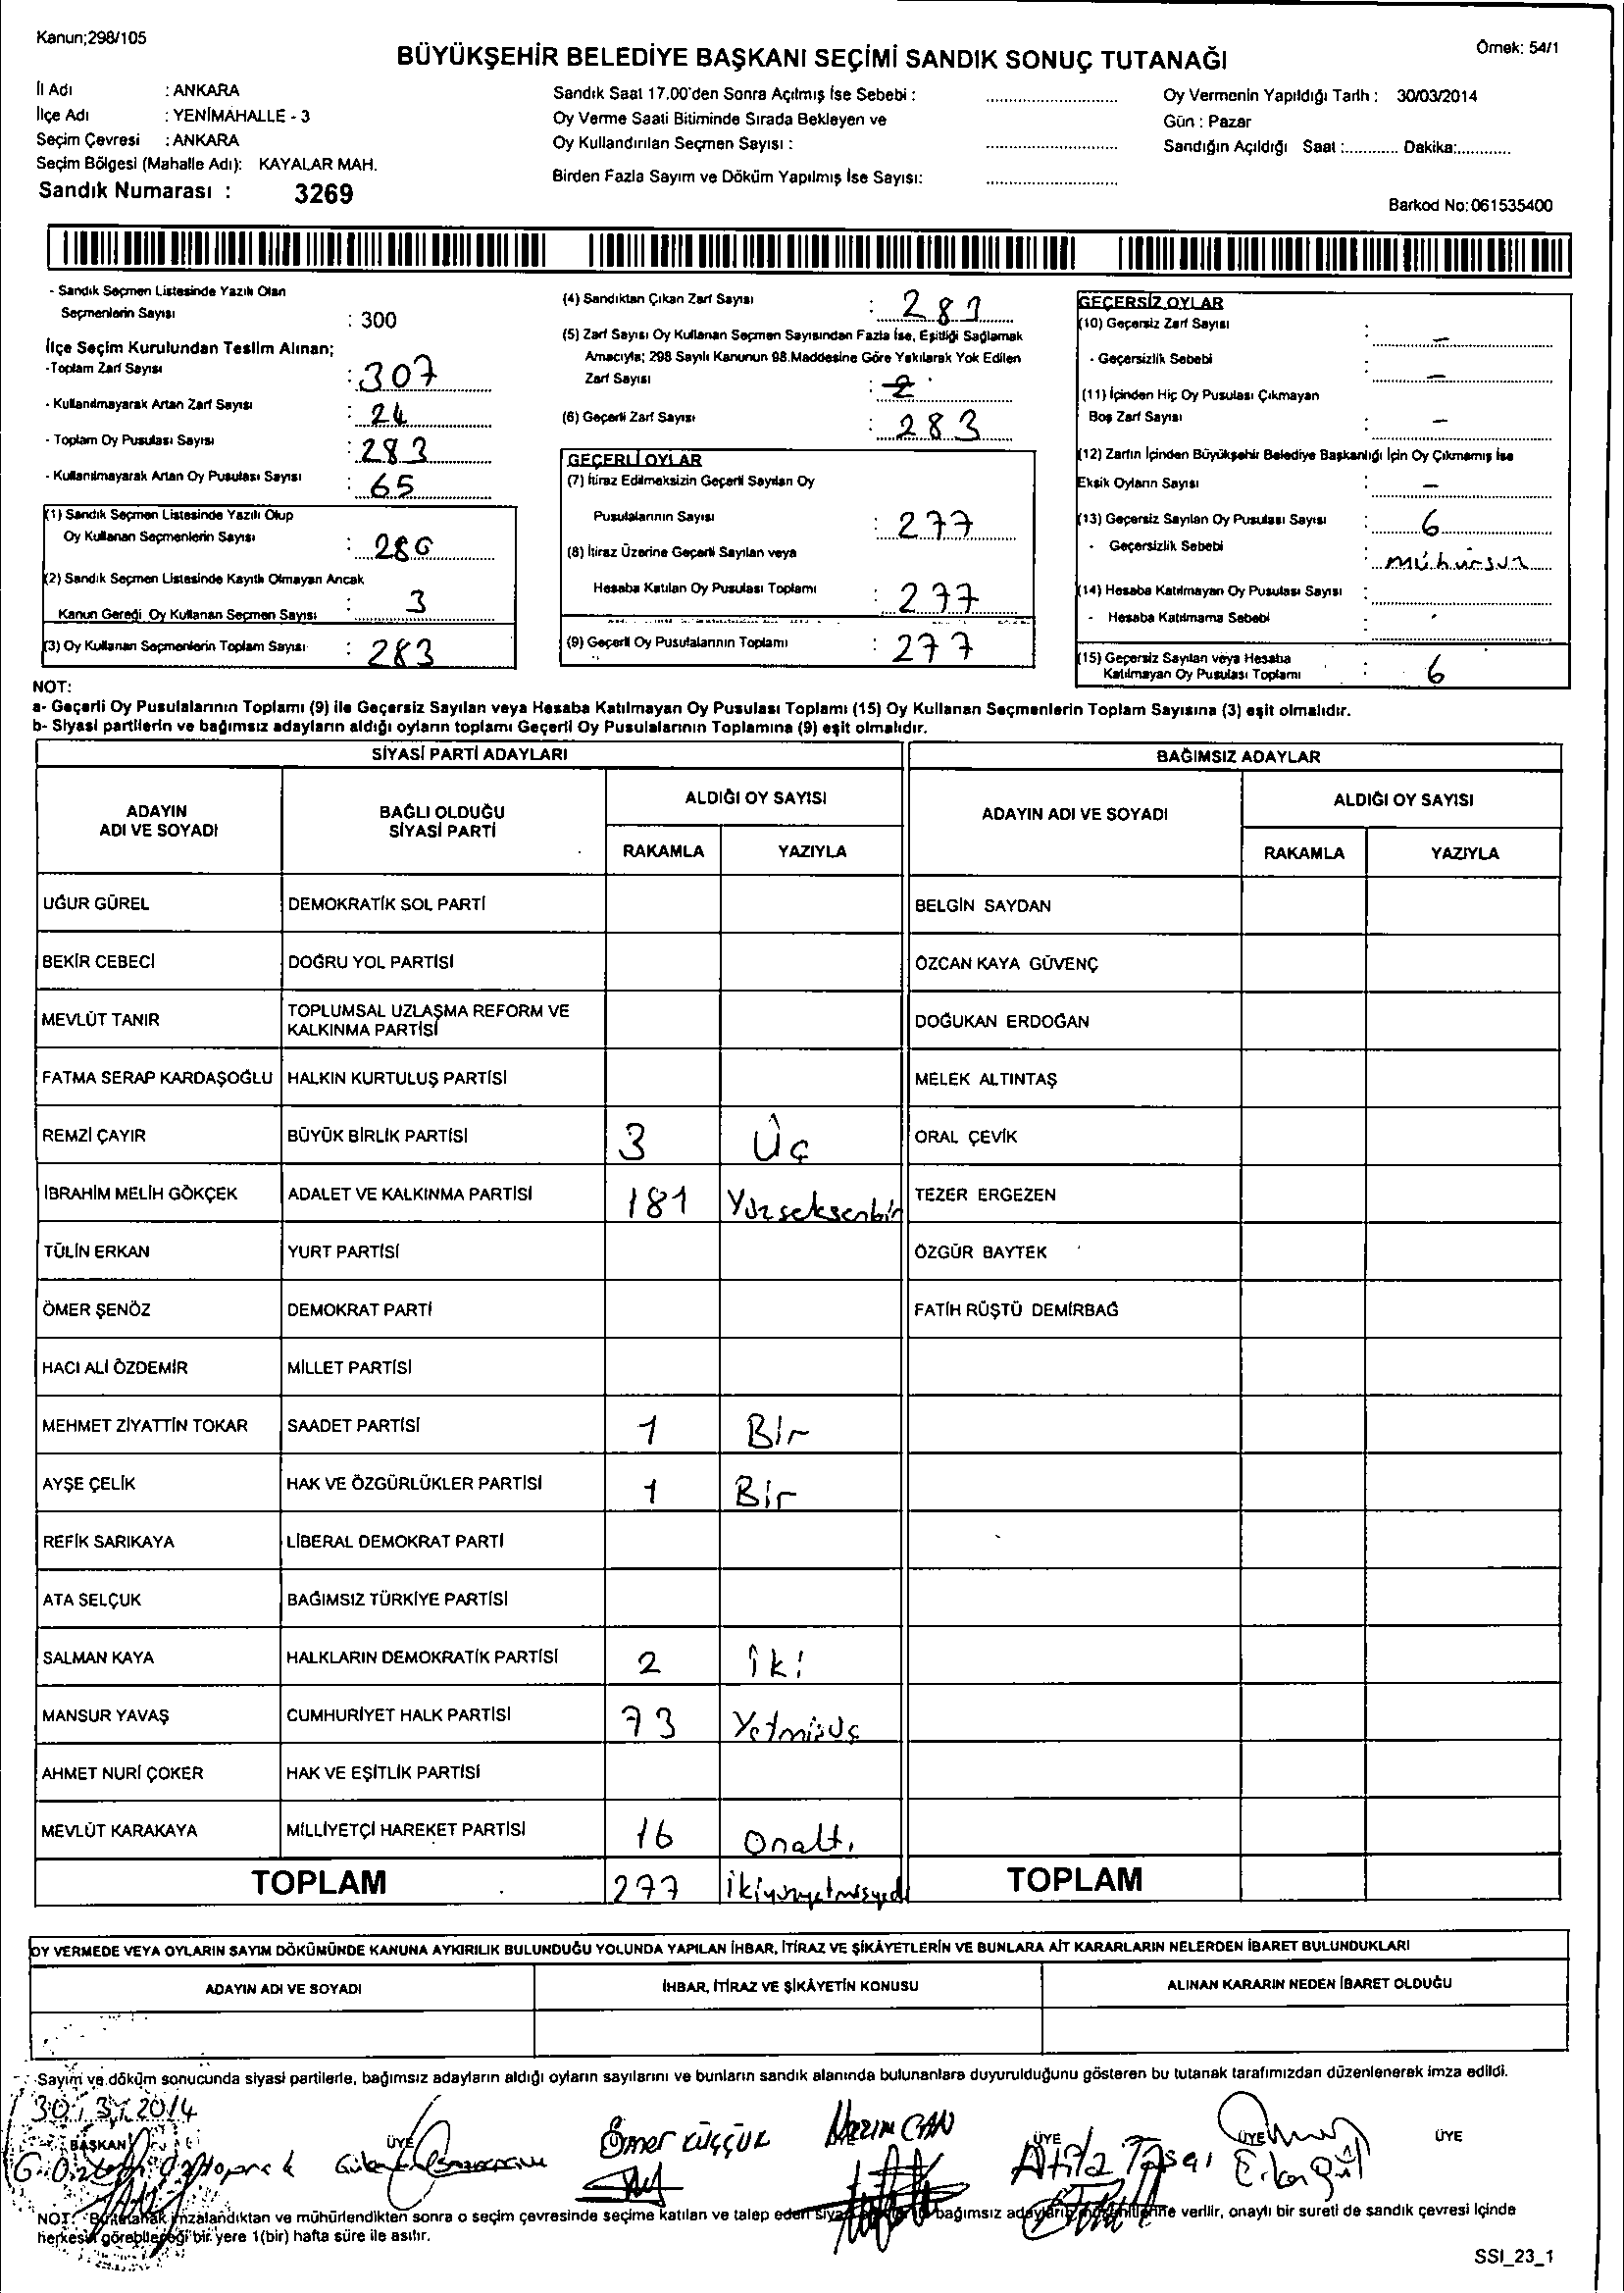 Kanun;298/105
Örnek: 54/1
BÜYÜKŞEHİR BELEDİYE BAŞKANI SEÇİMİ SANDIK SONUÇ TUTANAĞI
İl Adı : ANKARA
İlçe Adı : YENİMAHALLE - 3
Seçim Çevresi : ANKARA
Seçim Bölgesi (Mahalle Adı): KAYALAR MAH.
Sandık Numarası : 3269
Sandık Saat 17.00'den Sonra Açılmış İse Sebebi :
Oy Verme Saati Bitiminde Sırada Bekleyen ve
Oy Kullandırılan Seçmen Sayısı :
Birden Fazla Sayım ve Döküm Yapılmış İse Sayısı:
Oy Vermenin Yapıldığı Tarih : 30/03/2014
Gün : Pazar
Sandığın Açıldığı Saat :............ Dakika:............
Barkod No:061535400
- Sandık Seçmen Listesinde Yazılı Olan
Seçmenlerin Sayısı : 300
İlçe Seçim Kurulundan Teslim Alınan;
-Toplam Zarf Sayısı : 307
- Kullanılmayarak Artan Zarf Sayısı : 24
- Toplam Oy Pusulası Sayısı : 283
- Kullanılmayarak Artan Oy Pusulası Sayısı : 65
(1) Sandık Seçmen Listesinde Yazılı Olup
Oy Kullanan Seçmenlerin Sayısı : 280
(2) Sandık Seçmen Listesinde Kayıtlı Olmayan Ancak
Kanun Gereği Oy Kullanan Seçmen Sayısı : 3
(3) Oy Kullanan Seçmenlerin Toplam Sayısı : 283
(4) Sandıktan Çıkan Zarf Sayısı :
(5) Zarf Sayısı Oy Kullanan Seçmen Sayısından Fazla İse, Eşitliği Sağlamak
Amacıyla; 298 Sayılı Kanunun 98.Maddesine Göre Yakılarak Yok Edilen
Zarf Sayısı :
(6) Geçerli Zarf Sayısı : 283
GEÇERLİ OYLAR
(7) İtiraz Edilmeksizin Geçerli Sayılan Oy
Pusulalarının Sayısı : 277
(8) İtiraz Üzerine Geçerli Sayılan veya
Hesaba Katılan Oy Pusulası Toplamı : 277
(9) Geçerli Oy Pusulalarının Toplamı : 277
GEÇERSİZ OYLAR
(10) Geçersiz Zarf Sayısı : —
- Geçersizlik Sebebi : —
(11) İçinden Hiç Oy Pusulası Çıkmayan
Boş Zarf Sayısı : —
(12) Zarfın İçinden Büyükşehir Belediye Başkanlığı İçin Oy Çıkmamış İse
Eksik Oyların Sayısı : —
(13) Geçersiz Sayılan Oy Pusulası Sayısı : 6
- Geçersizlik Sebebi : mühürsüz
(14) Hesaba Katılmayan Oy Pusulası Sayısı :
- Hesaba Katılmama Sebebi :
(15) Geçersiz Sayılan veya Hesaba
Katılmayan Oy Pusulası Toplamı : 6
NOT:
a- Geçerli Oy Pusulalarının Toplamı (9) ile Geçersiz Sayılan veya Hesaba Katılmayan Oy Pusulası Toplamı (15) Oy Kullanan Seçmenlerin Toplam Sayısına (3) eşit olmalıdır.
b- Siyasi partilerin ve bağımsız adayların aldığı oyların toplamı Geçerli Oy Pusulalarının Toplamına (9) eşit olmalıdır.
SİYASİ PARTİ ADAYLARI
BAĞIMSIZ ADAYLAR
ADAYIN
ADI VE SOYADI
BAĞLI OLDUĞU
SİYASİ PARTİ
ALDIĞI OY SAYISI
RAKAMLA YAZIYLA
ADAYIN ADI VE SOYADI
ALDIĞI OY SAYISI
RAKAMLA YAZIYLA
UĞUR GÜREL DEMOKRATİK SOL PARTİ BELGİN SAYDAN
BEKİR CEBECİ DOĞRU YOL PARTİSİ ÖZCAN KAYA GÜVENÇ
MEVLÜT TANIR TOPLUMSAL UZLAŞMA REFORM VE
KALKINMA PARTİSİ DOĞUKAN ERDOĞAN
FATMA SERAP KARDAŞOĞLU HALKIN KURTULUŞ PARTİSİ MELEK ALTINTAŞ
REMZİ ÇAYIR BÜYÜK BİRLİK PARTİSİ 3 Üç ORAL ÇEVİK
İBRAHİM MELİH GÖKÇEK ADALET VE KALKINMA PARTİSİ 181 Yüzseksenbir TEZER ERGEZEN
TÜLİN ERKAN YURT PARTİSİ ÖZGÜR BAYTEK
ÖMER ŞENÖZ DEMOKRAT PARTİ FATİH RÜŞTÜ DEMİRBAĞ
HACI ALİ ÖZDEMİR MİLLET PARTİSİ
MEHMET ZİYATTİN TOKAR SAADET PARTİSİ 1 Bir
AYŞE ÇELİK HAK VE ÖZGÜRLÜKLER PARTİSİ 1 Bir
REFİK SARIKAYA LİBERAL DEMOKRAT PARTİ
ATA SELÇUK BAĞIMSIZ TÜRKİYE PARTİSİ
SALMAN KAYA HALKLARIN DEMOKRATİK PARTİSİ 2 İki
MANSUR YAVAŞ CUMHURİYET HALK PARTİSİ 73 Yetmişüç
AHMET NURİ ÇOKER HAK VE EŞİTLİK PARTİSİ
MEVLÜT KARAKAYA MİLLİYETÇİ HAREKET PARTİSİ 16 Onaltı
TOPLAM 277 ikiyüzyetmişyedi TOPLAM
OY VERMEDE VEYA OYLARIN SAYIM DÖKÜMÜNDE KANUNA AYKIRILIK BULUNDUĞU YOLUNDA YAPILAN İHBAR, İTİRAZ VE ŞİKÂYETLERİN VE BUNLARA AİT KARARLARIN NELERDEN İBARET BULUNDUKLARI
ADAYIN ADI VE SOYADI İHBAR, İTİRAZ VE ŞİKÂYETİN KONUSU ALINAN KARARIN NEDEN İBARET OLDUĞU
Sayım ve döküm sonucunda siyasi partilerle, bağımsız adayların aldığı oyların sayılarını ve bunların sandık alanında bulunanlara duyurulduğunu gösteren bu tutanak tarafımızdan düzenlenerek imza edildi.
30/3/2014
BAŞKAN ÜYE Ömer KÜÇÇÜK Nazım CAN ÜYE Atila Taşçı ÜYE ÜYE
NOT: Bu tutanak imzalandıktan ve mühürlendikten sonra o seçim çevresinde seçime katılan ve talep eden siyasi bağımsız verilir, onaylı bir sureti de sandık çevresi içinde
herkesin görebileceği bir yere 1(bir) hafta süre ile asılır.
SSI_23_1